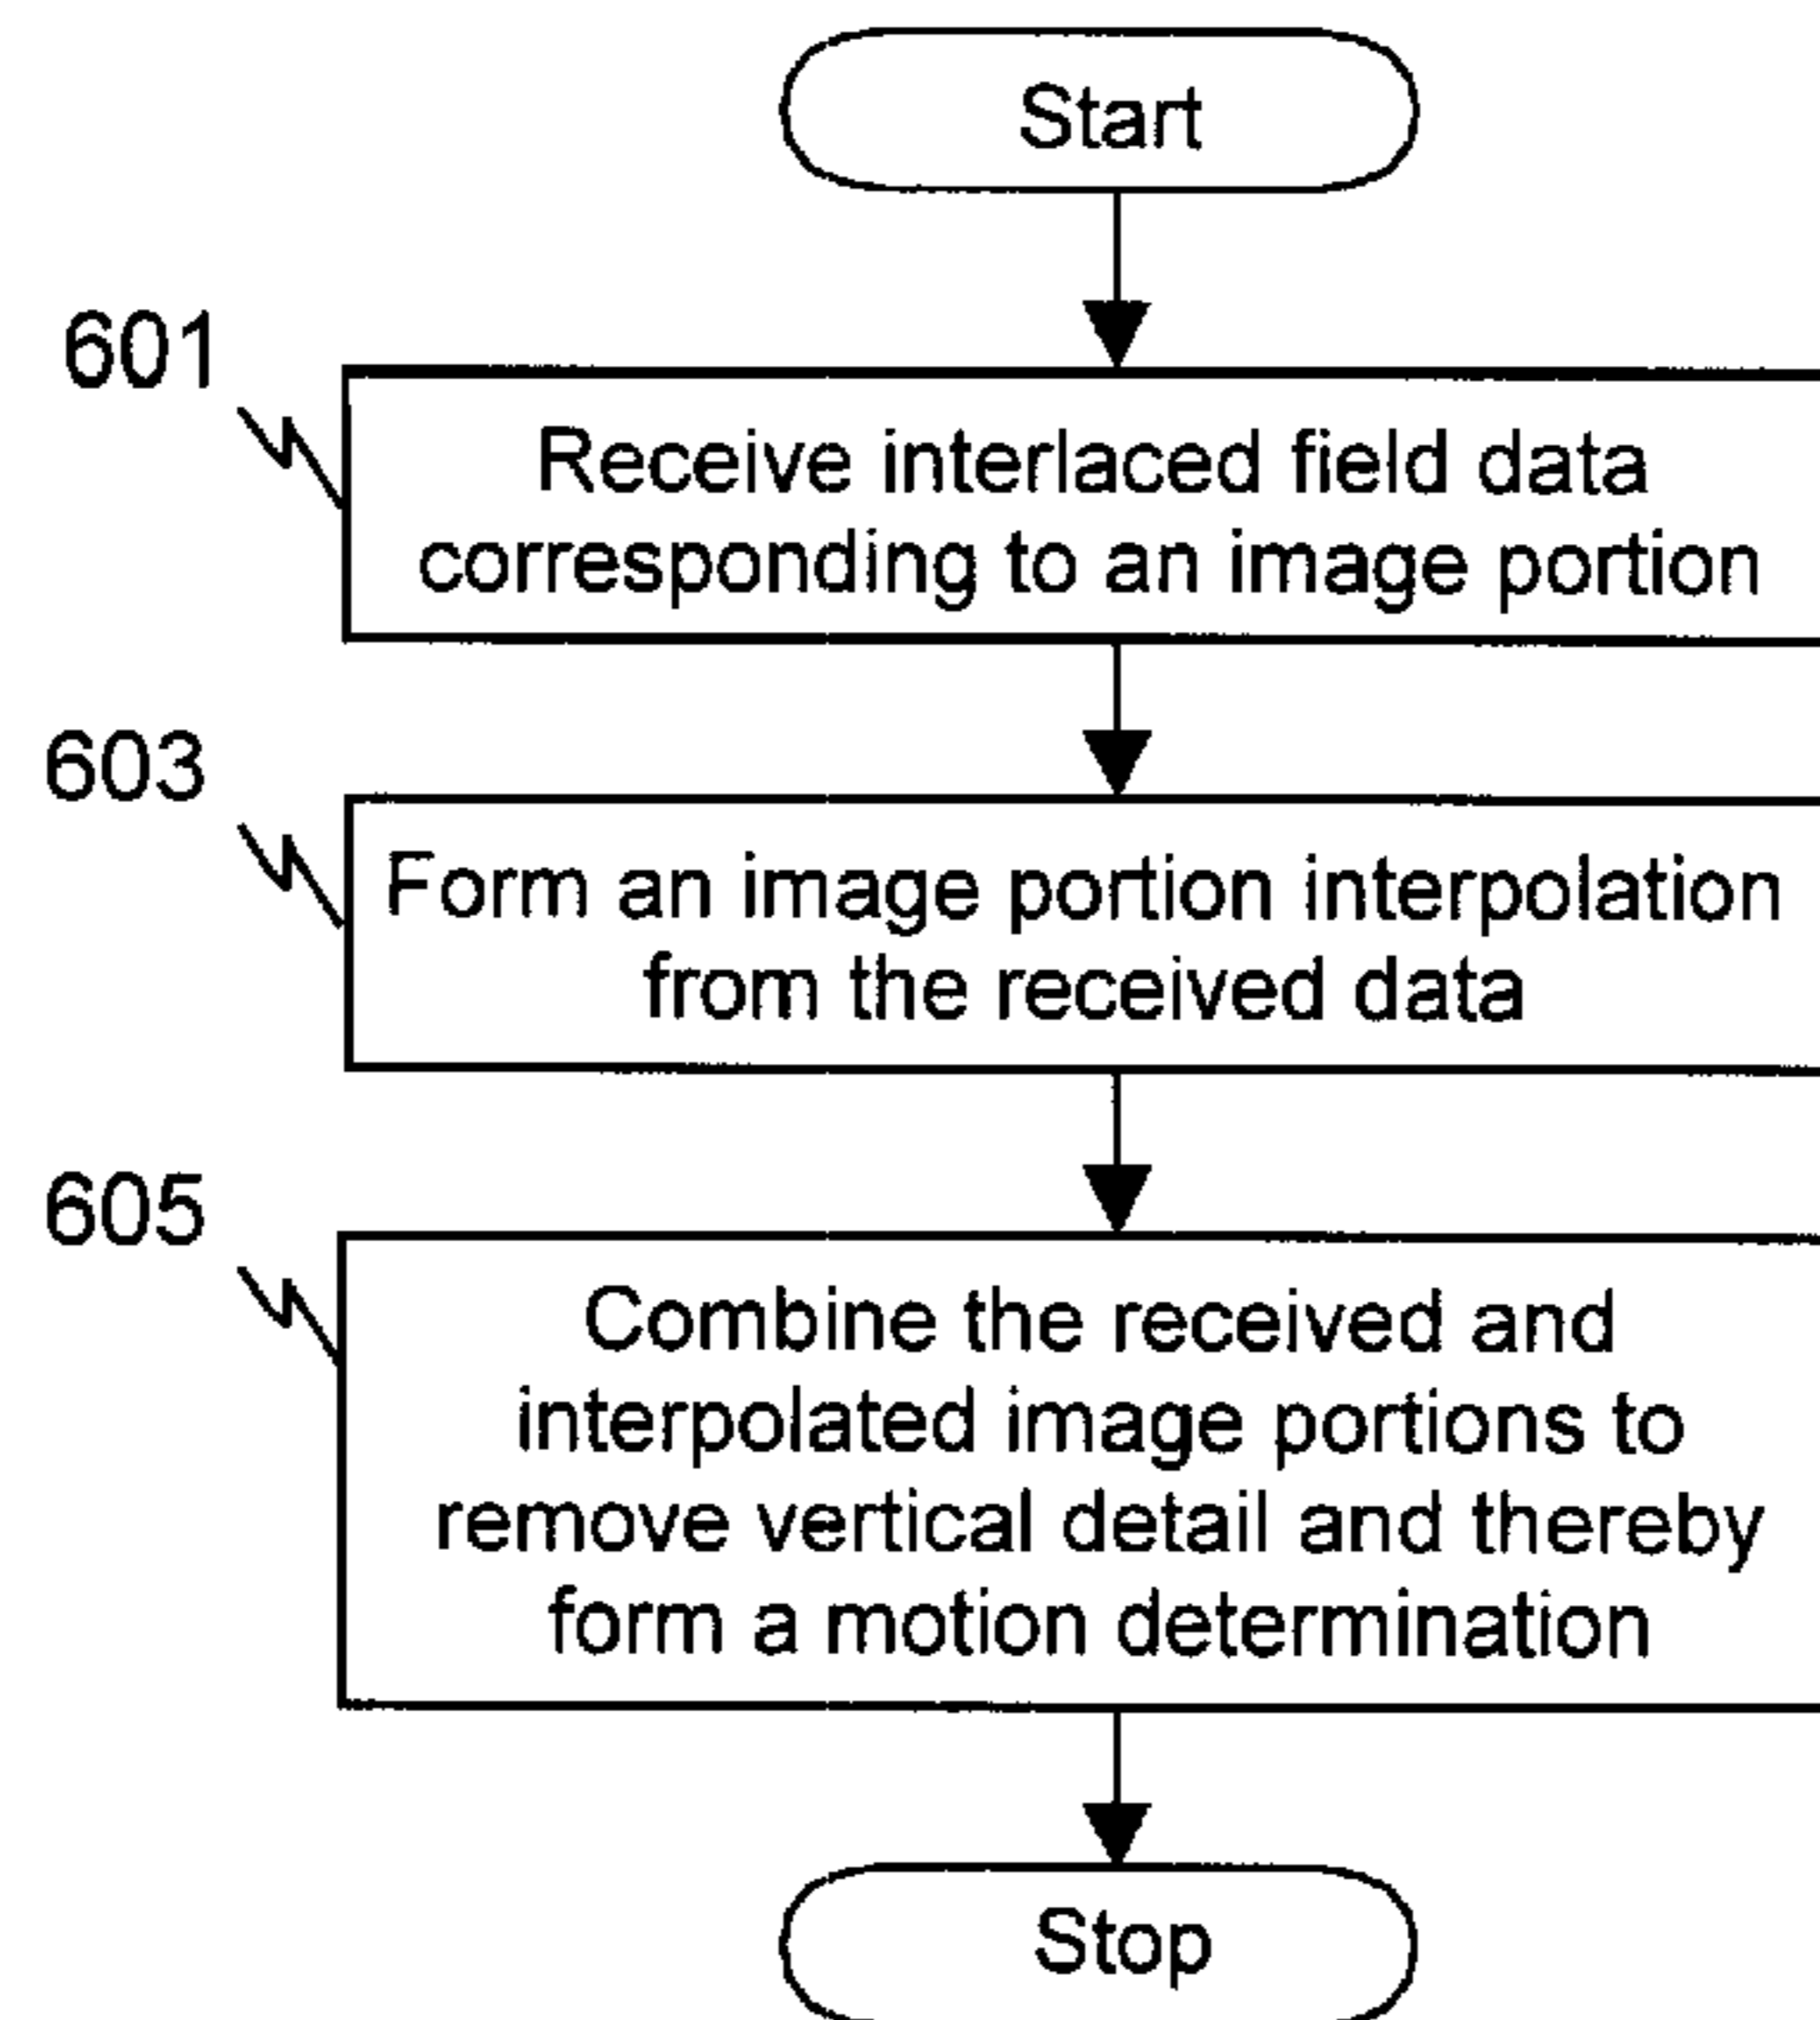 Start
601
Receive interlaced field data
corresponding to an image portion
603
Form an image portion interpolation
from the received data
605
Combine the received and
interpolated image portions to
remove vertical detail and thereby
form a motion determination
Stop